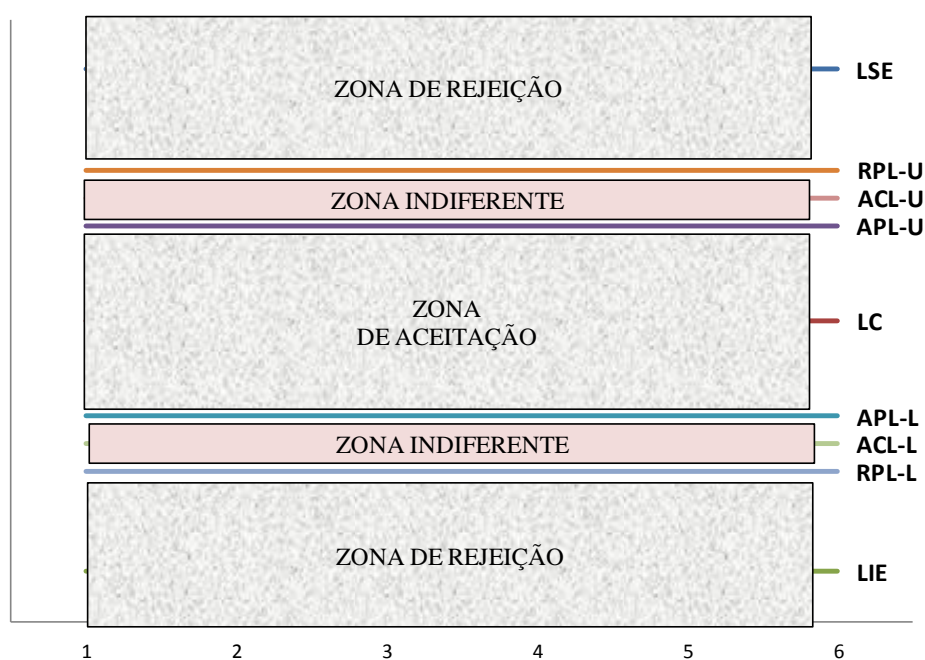 LSE
ZONA DE REJEIÇÃO
RPL-U
ZONA INDIFERENTE
ACL-U
APL-U
ZONA
DE ACEITAÇÃO
LC
APL-L
ZONA INDIFERENTE
ACL-L
RPL-L
ZONA DE REJEIÇÃO
LIE
1 2 3 4 5 6